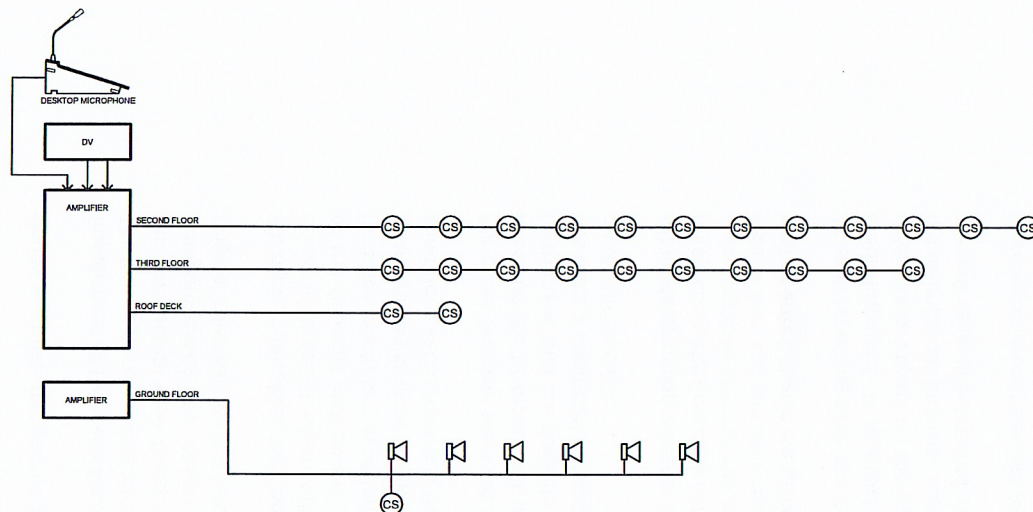 DESKTOP MICROPHONE
DV
AMPLIFIER
SECOND FLOOR
CS CS CS CS CS CS CS CS CS CS CS CS
THIRD FLOOR
CS CS CS CS CS CS CS CS CS CS
ROOF DECK
CS CS
AMPLIFIER
GROUND FLOOR
CS